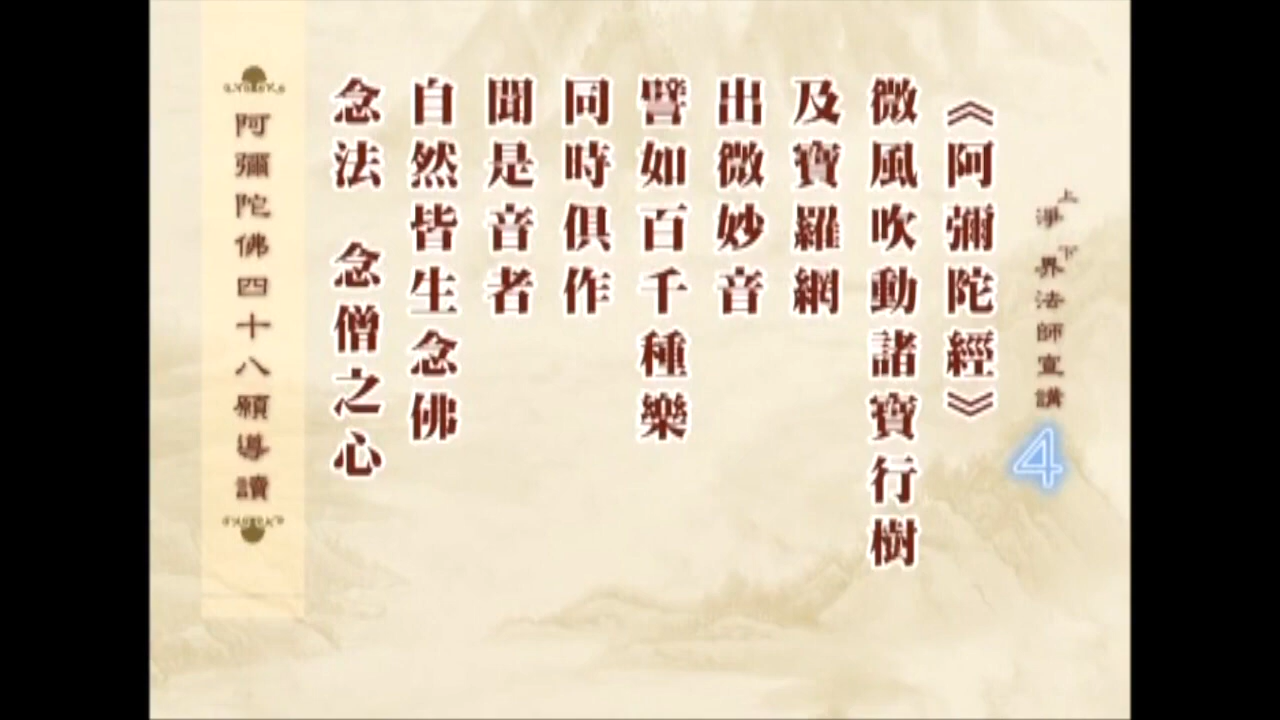 上淨下界法師宣講
4
《阿彌陀經》
微風吹動諸寶行樹
及寶羅網
出微妙音
譬如百千種樂
同時俱作
聞是音者
自然皆生念佛
念法 念僧之心
阿彌陀佛四十八願導讀